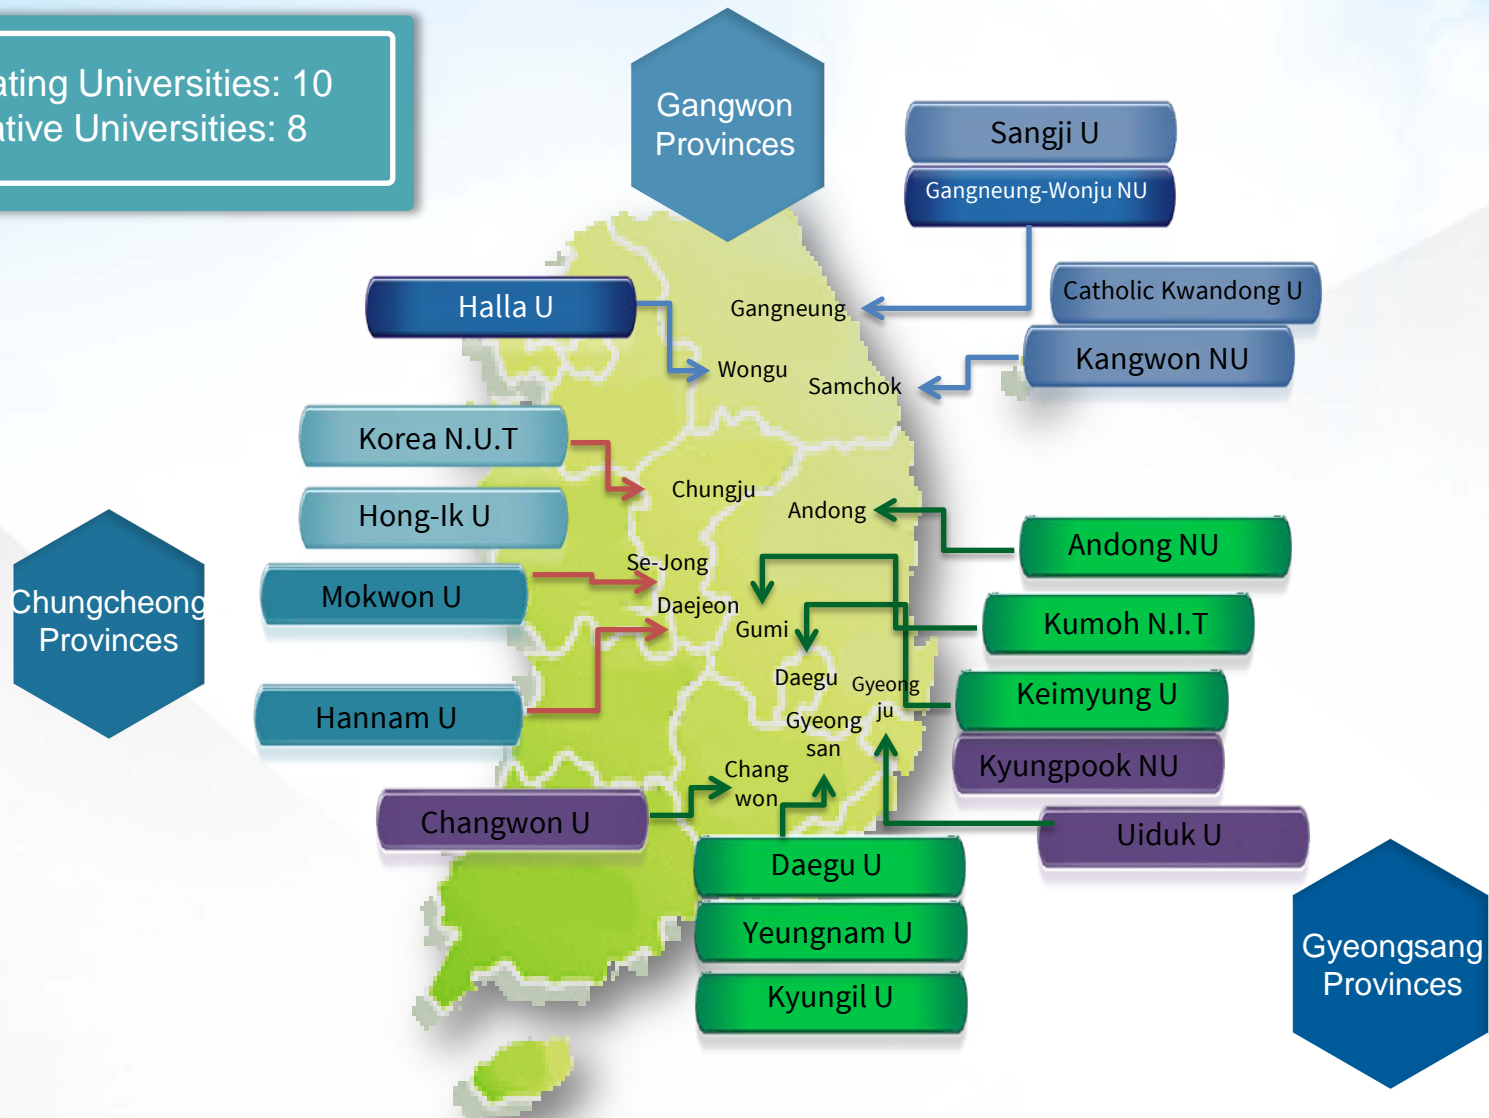 ating Universities: 10
ative Universities: 8
Gangwon
Provinces
Sangji U
Gangneung-Wonju NU
Catholic Kwandong U
Kangwon NU
Halla U
Gangneung
Wongu
Samchok
Korea N.U.T
Hong-Ik U
Mokwon U
Hannam U
Chungcheong
Provinces
Chungju
Andong
Se-Jong
Daejeon
Gumi
Daegu
Gyeong
ju
Gyeong
san
Chang
won
Andong NU
Kumoh N.I.T
Keimyung U
Kyungpook NU
Uiduk U
Changwon U
Daegu U
Yeungnam U
Kyungil U
Gyeongsang
Provinces